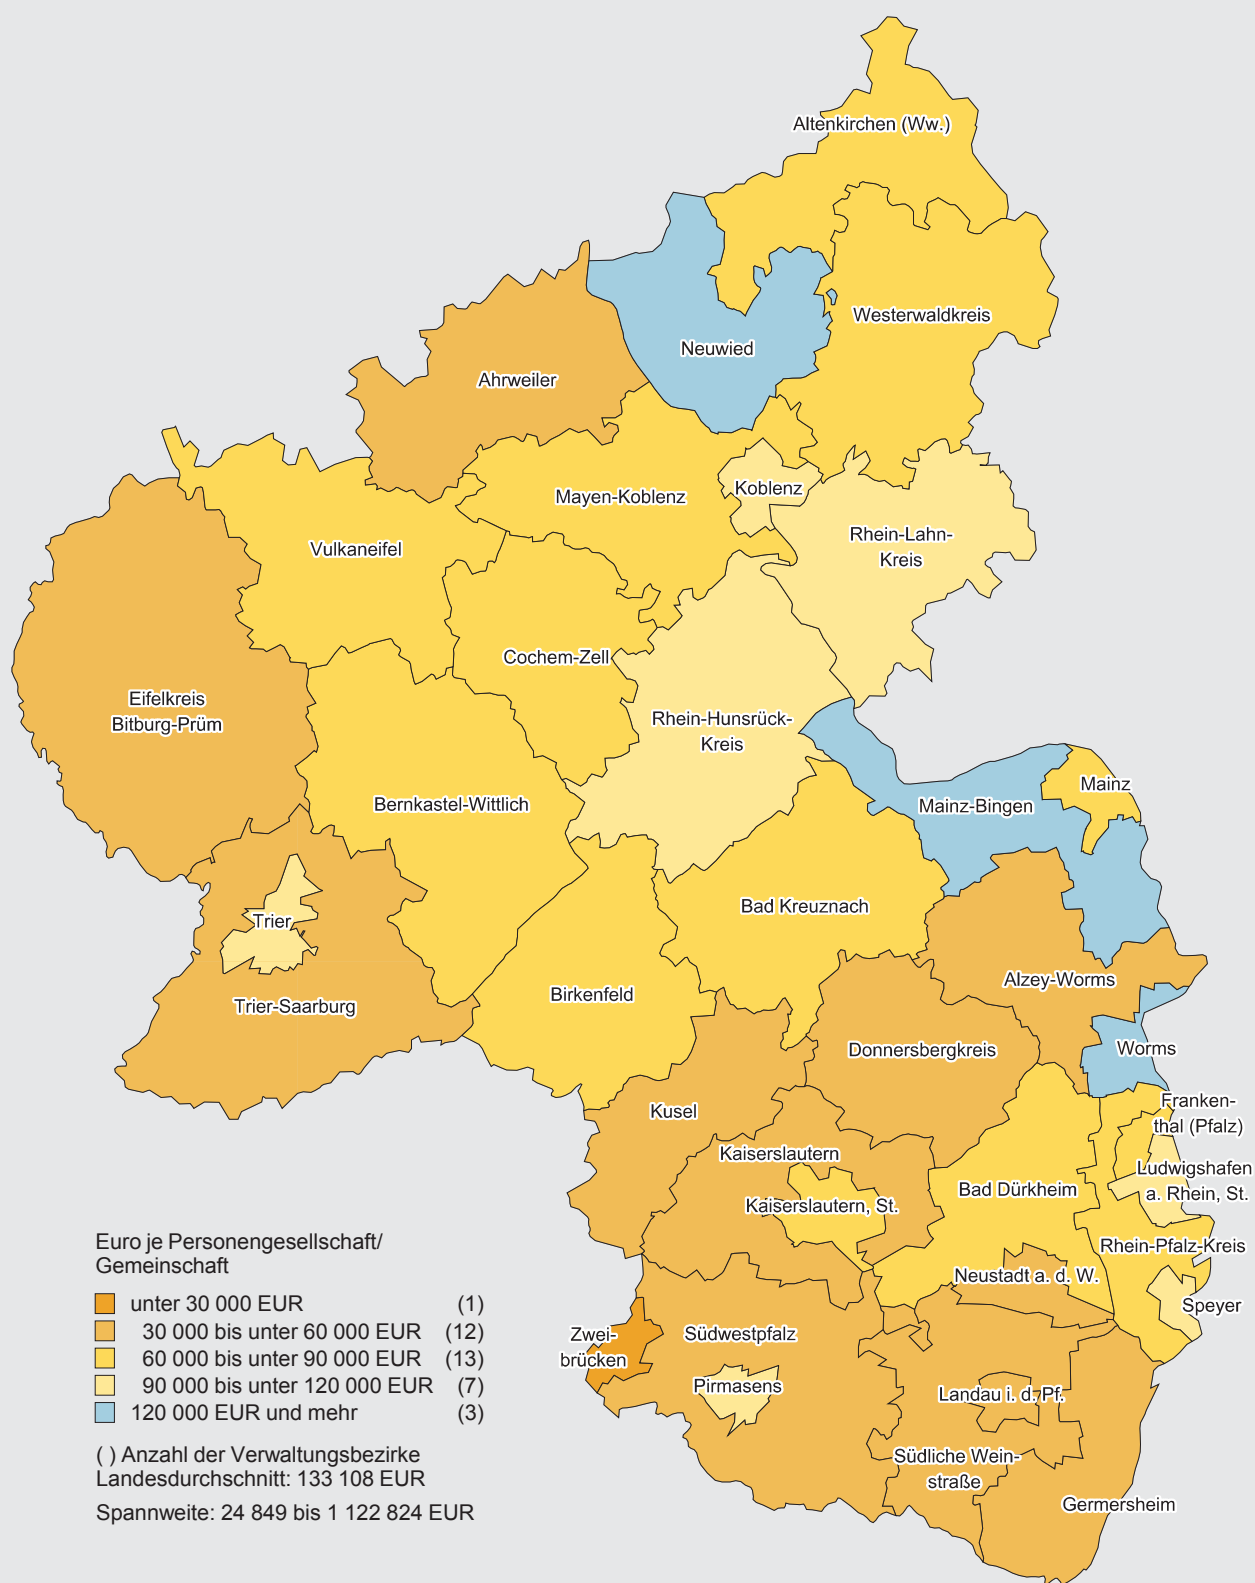 Altenkirchen (Ww.)
Westerwaldkreis
Neuwied
Ahrweiler
Mayen-Koblenz
Koblenz
Rhein-Lahn-
Kreis
Vulkaneifel
Cochem-Zell
Eifelkreis
Bitburg-Prüm
Rhein-Hunsrück-
Kreis
Mainz
Bernkastel-Wittlich
Mainz-Bingen
Bad Kreuznach
Trier
Alzey-Worms
Birkenfeld
Trier-Saarburg
Donnersbergkreis
Worms
Franken-
thal (Pfalz)
Kusel
Kaiserslautern
Ludwigshafen
a. Rhein, St.
Bad Dürkheim
Kaiserslautern, St.
Rhein-Pfalz-Kreis
Neustadt a. d. W.
Speyer
Zwei-
brücken
Südwestpfalz
Pirmasens
Landau i. d. Pf.
Südliche Wein-
straße
Germersheim
Euro je Personengesellschaft/
Gemeinschaft
unter 30 000 EUR (1)
30 000 bis unter 60 000 EUR (12)
60 000 bis unter 90 000 EUR (13)
90 000 bis unter 120 000 EUR (7)
120 000 EUR und mehr (3)
( ) Anzahl der Verwaltungsbezirke
Landesdurchschnitt: 133 108 EUR
Spannweite: 24 849 bis 1 122 824 EUR